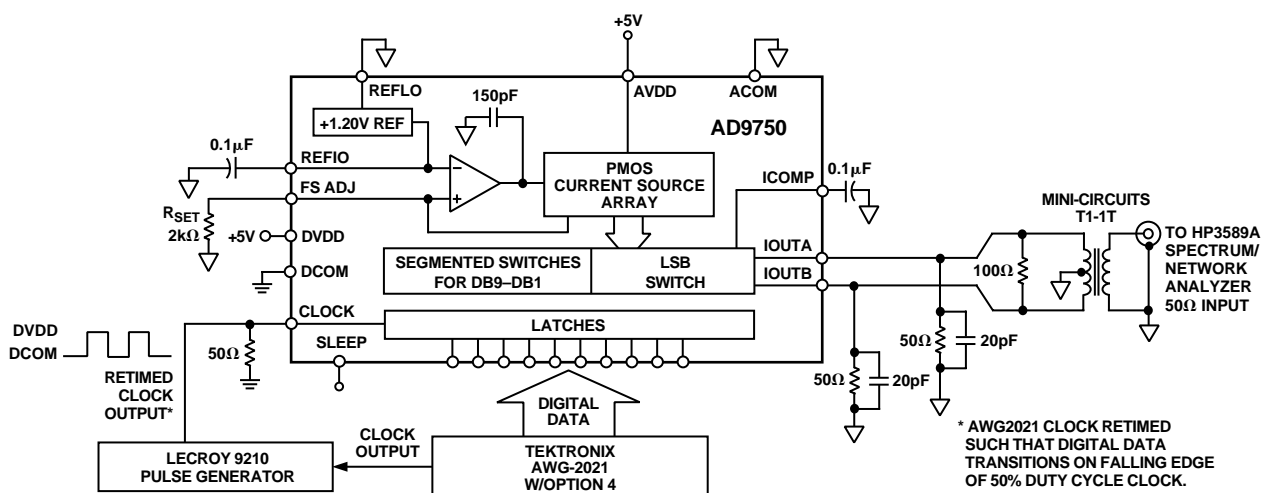 +5V
REFLO
AVDD
ACOM
150pF
+1.20V REF
AD9750
0.1µF
REFIO
FS ADJ
−
+
PMOS
CURRENT SOURCE
ARRAY
ICOMP
0.1µF
MINI-CIRCUITS
T1-1T
RSET
2kΩ
+5V
DVDD
DCOM
SEGMENTED SWITCHES
FOR DB9–DB1
LSB
SWITCH
IOUTA
IOUTB
100Ω
TO HP3589A
SPECTRUM/
NETWORK
ANALYZER
50Ω INPUT
CLOCK
LATCHES
DVDD
DCOM
50Ω
SLEEP
50Ω
20pF
50Ω
20pF
RETIMED
CLOCK
OUTPUT*
DIGITAL
DATA
LECROY 9210
PULSE GENERATOR
CLOCK
OUTPUT
TEKTRONIX
AWG-2021
W/OPTION 4
* AWG2021 CLOCK RETIMED
SUCH THAT DIGITAL DATA
TRANSITIONS ON FALLING EDGE
OF 50% DUTY CYCLE CLOCK.